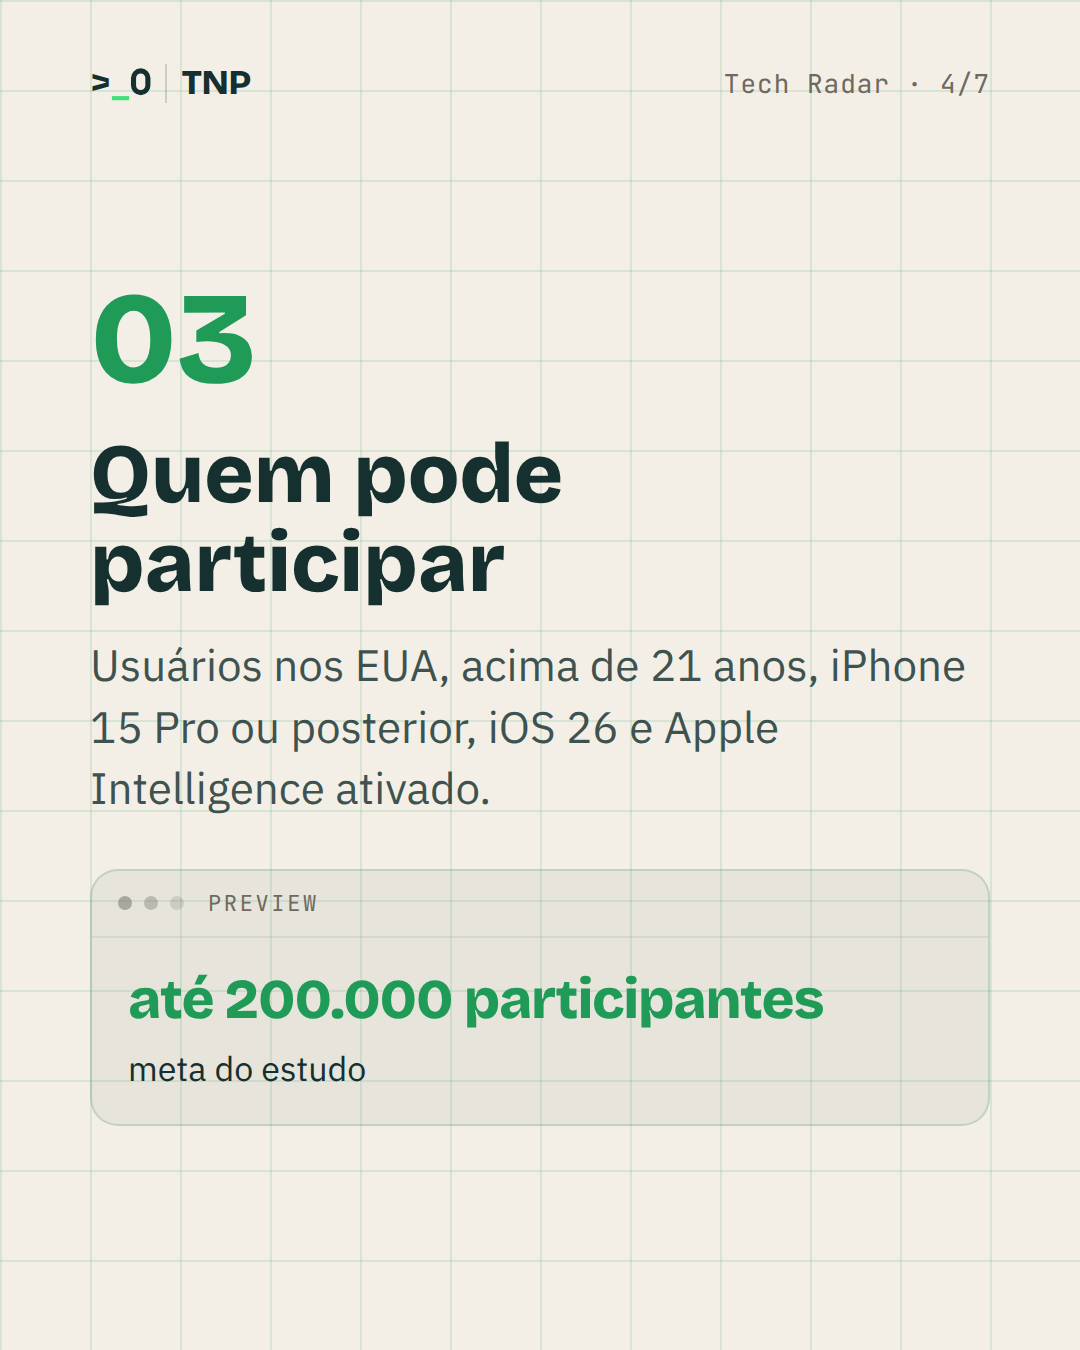 >_0 TNP
Tech Radar · 4/7
03
Quem pode
participar
Usuários nos EUA, acima de 21 anos, iPhone
15 Pro ou posterior, iOS 26 e Apple
Intelligence ativado.
PREVIEW
até 200.000 participantes
meta do estudo